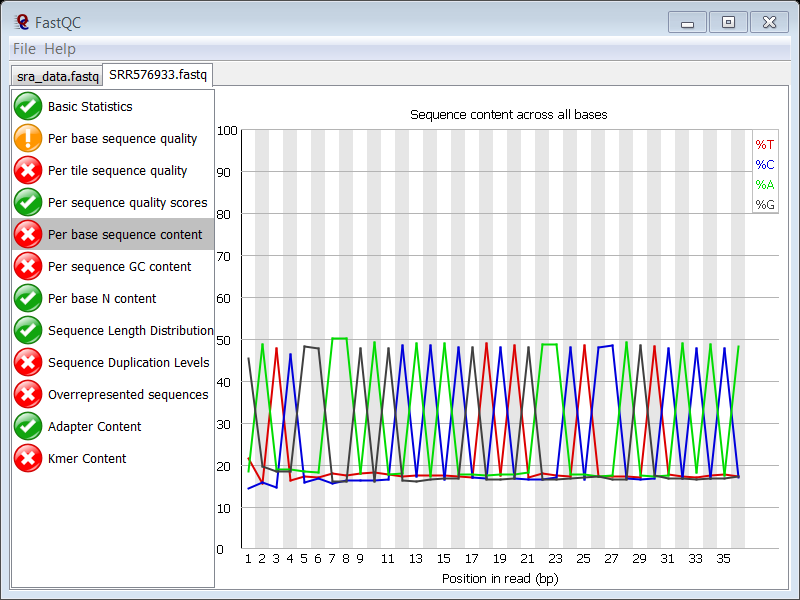 FastQC
File Help
sra_data.fastq SRR576933.fastq
Basic Statistics
Per base sequence quality
Per tile sequence quality
Per sequence quality scores
Per base sequence content
Per sequence GC content
Per base N content
Sequence Length Distribution
Sequence Duplication Levels
Overrepresented sequences
Adapter Content
Kmer Content
Sequence content across all bases
100
90
80
70
60
50
40
30
20
10
0
%T
%C
%A
%G
1 2 3 4 5 6 7 8 9 11 13 15 17 19 21 23 25 27 29 31 33 35
Position in read (bp)